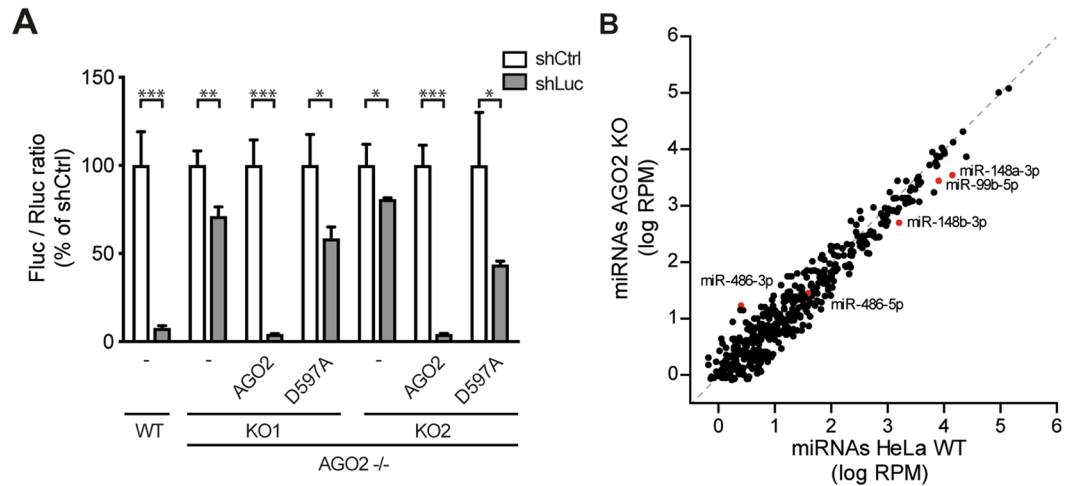 A
shCtrl
shLuc
Fluc / Rluc ratio
(% of shCtrl)
150
100
50
0
*** ** *** * * *** *
- - AGO2 D597A - AGO2 D597A
WT KO1 KO2
AGO2 -/-
B
miRNAs AGO2 KO
(log RPM)
6
5
4
3
2
1
0
miR-148a-3p
miR-99b-5p
miR-148b-3p
miR-486-3p
miR-486-5p
0 1 2 3 4 5 6
miRNAs HeLa WT
(log RPM)